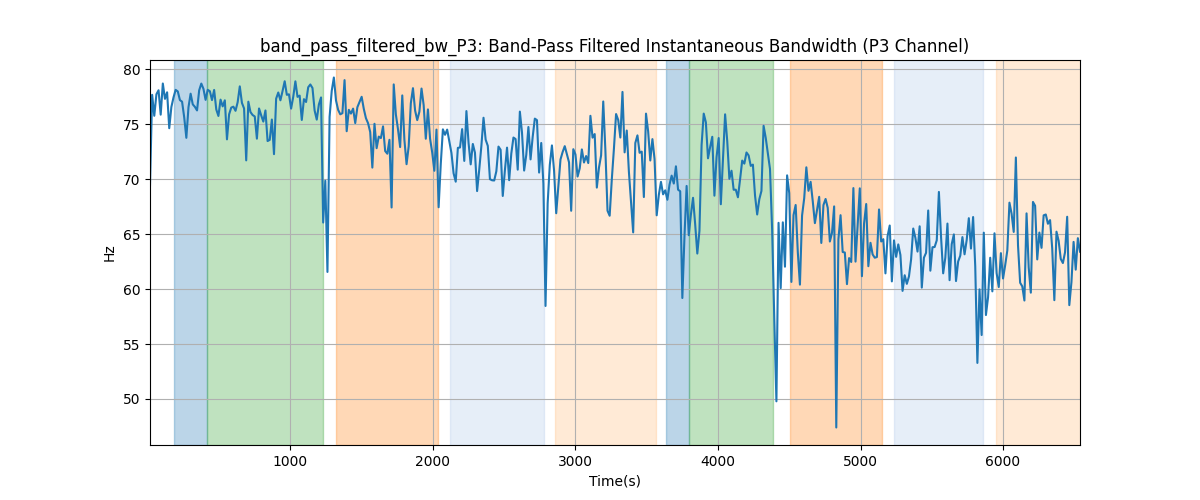 band_pass_filtered_bw_P3: Band-Pass Filtered Instantaneous Bandwidth (P3 Channel)
80
75
70
65
60
55
50
Hz
1000 2000 3000 4000 5000 6000
Time(s)